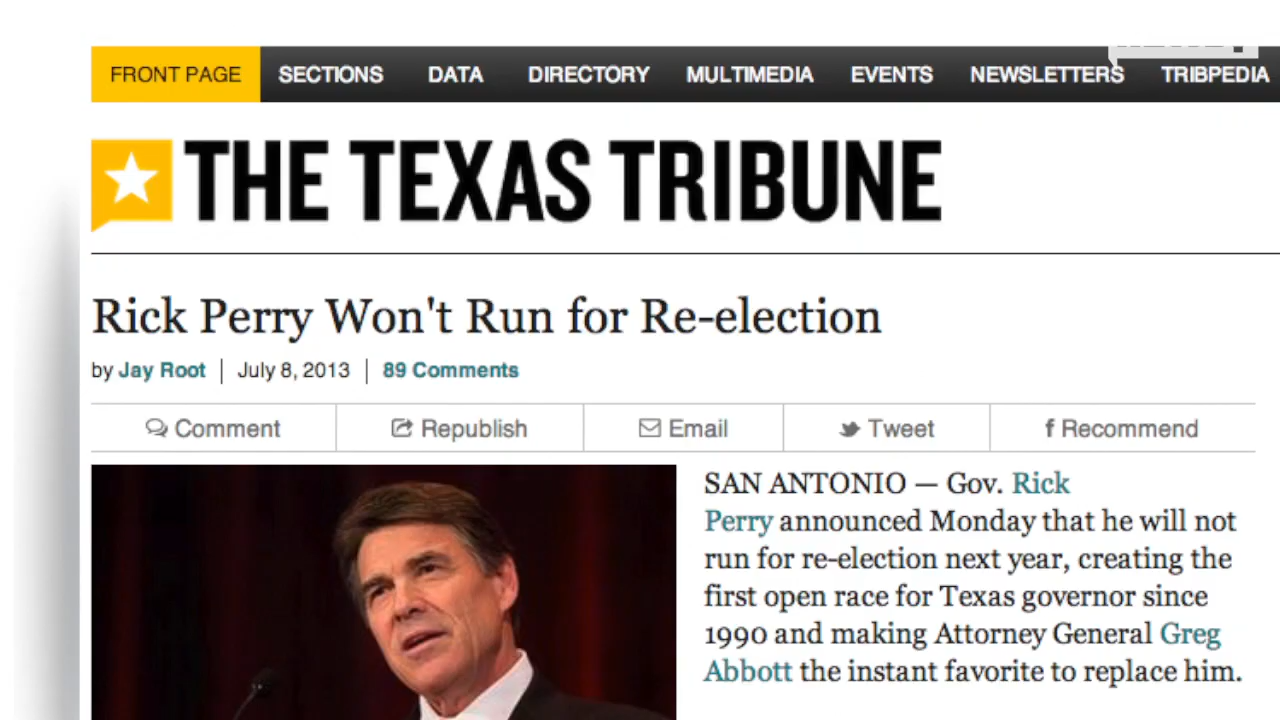 FRONT PAGE SECTIONS DATA DIRECTORY MULTIMEDIA EVENTS NEWSLETTERS TRIBPEDIA
THE TEXAS TRIBUNE
Rick Perry Won't Run for Re-election
by Jay Root | July 8, 2013 | 89 Comments
Comment Republish Email Tweet f Recommend
SAN ANTONIO — Gov. Rick
Perry announced Monday that he will not
run for re-election next year, creating the
first open race for Texas governor since
1990 and making Attorney General Greg
Abbott the instant favorite to replace him.